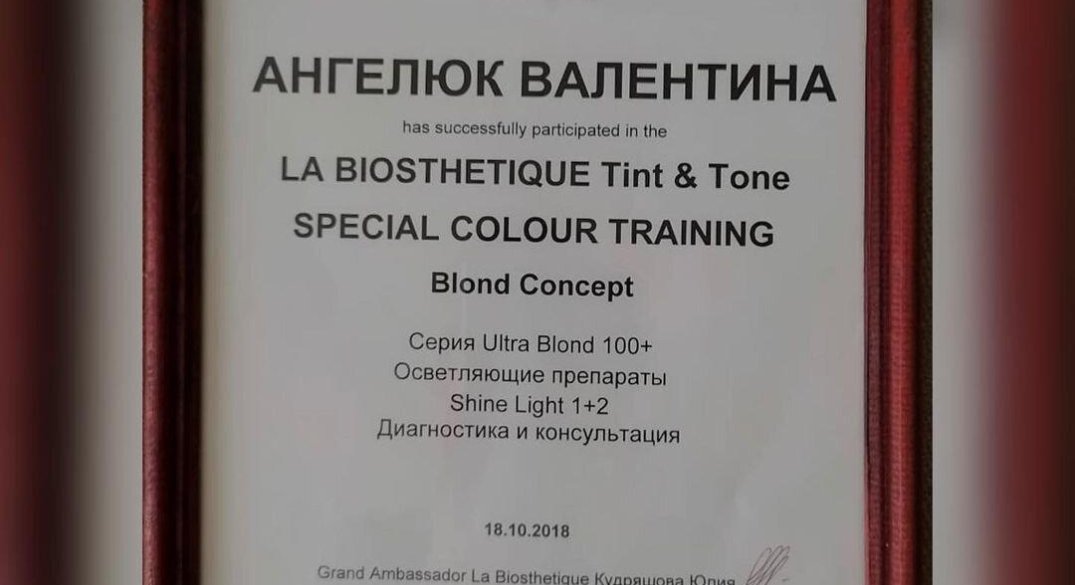 АНГЕЛЮК ВАЛЕНТИНА
has successfully participated in the
LA BIOSTHETIQUE Tint & Tone
SPECIAL COLOUR TRAINING
Blond Concept
Серия Ultra Blond 100+
Осветляющие препараты
Shine Light 1+2
Диагностика и консультация
18.10.2018
Grand Ambassador La Biosthetique Кудряшова Юлия